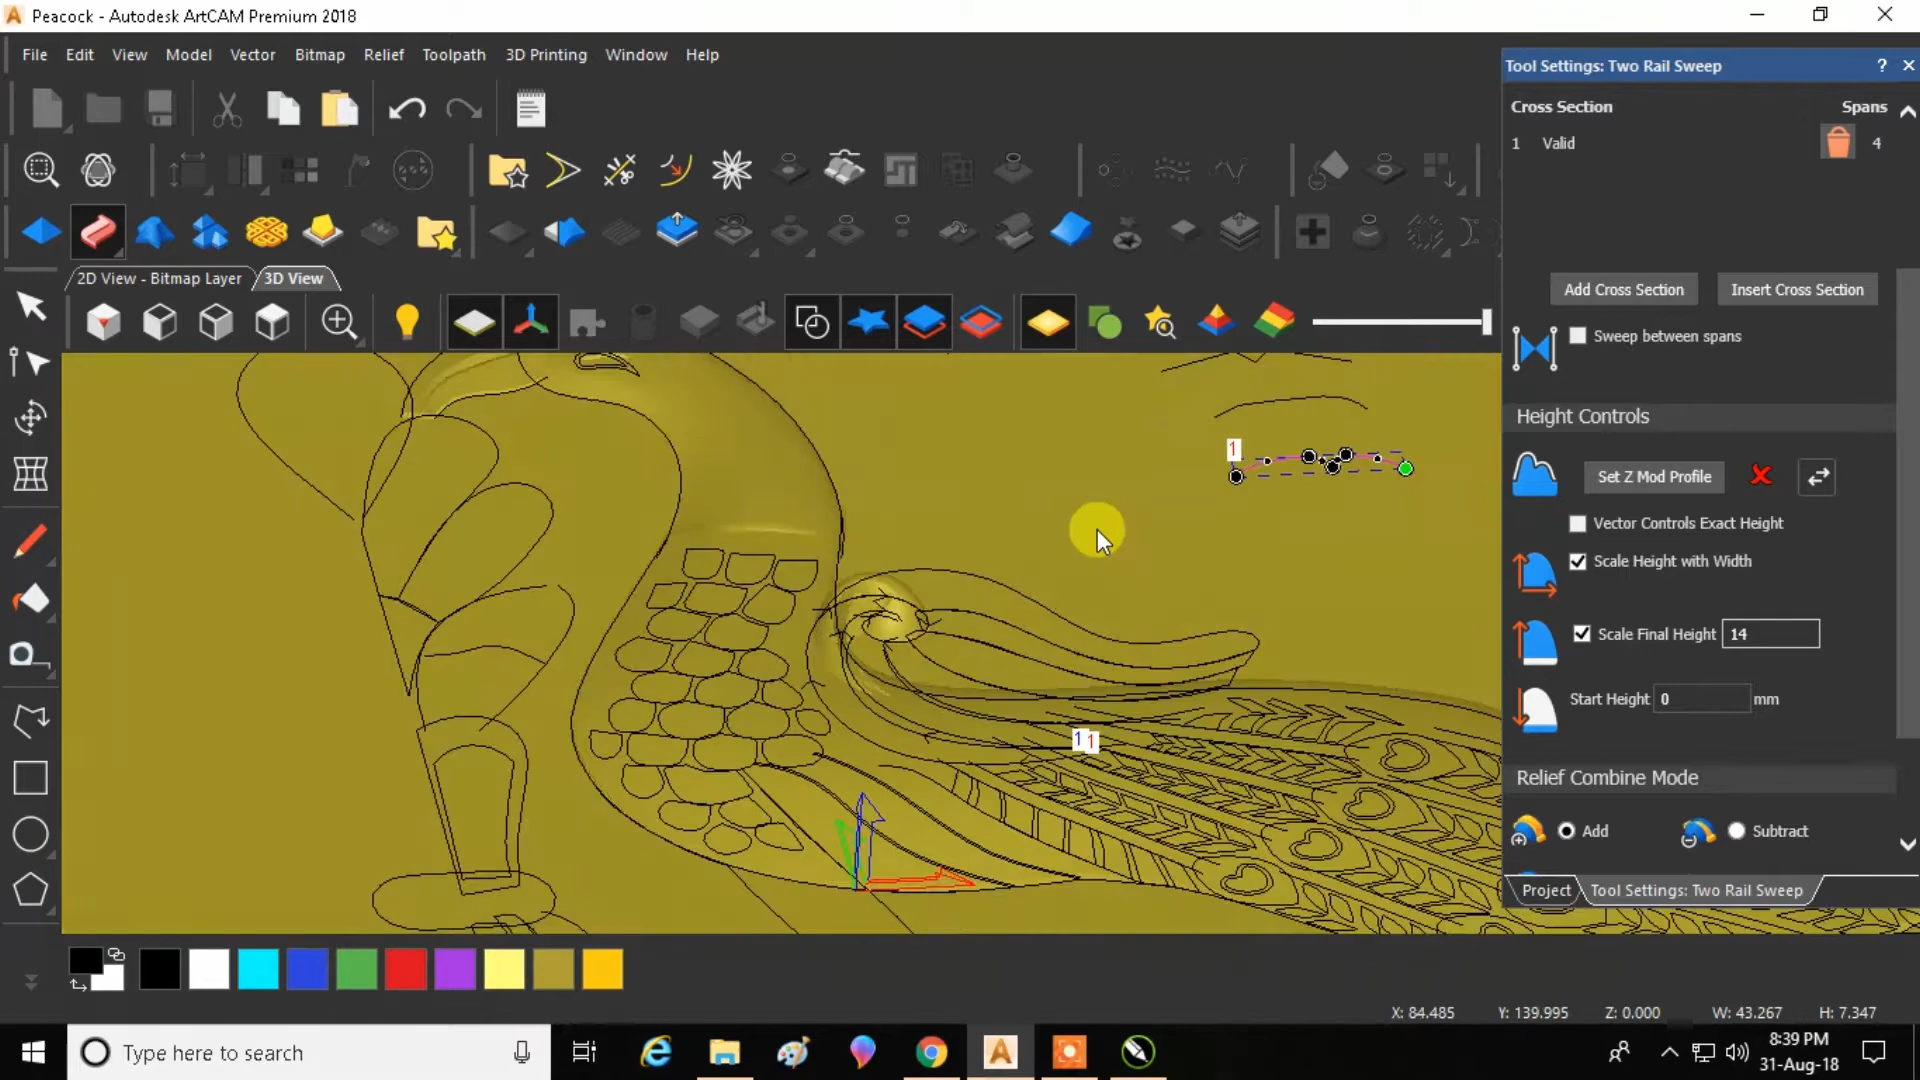 Peacock - Autodesk ArtCAM Premium 2018
File Edit View Model Vector Bitmap Relief Toolpath 3D Printing Window Help
Tool Settings: Two Rail Sweep
Cross Section Spans
1 Valid 4
2D View - Bitmap Layer 3D View
Add Cross Section Insert Cross Section
Sweep between spans
Height Controls
1
Set Z Mod Profile
Vector Controls Exact Height
Scale Height with Width
Scale Final Height 14
Start Height 0 mm
1 1
Relief Combine Mode
Add Subtract
Project Tool Settings: Two Rail Sweep
X: 84.485 Y: 139.995 Z: 0.000 W: 43.267 H: 7.347
Type here to search
8:39 PM
31-Aug-18